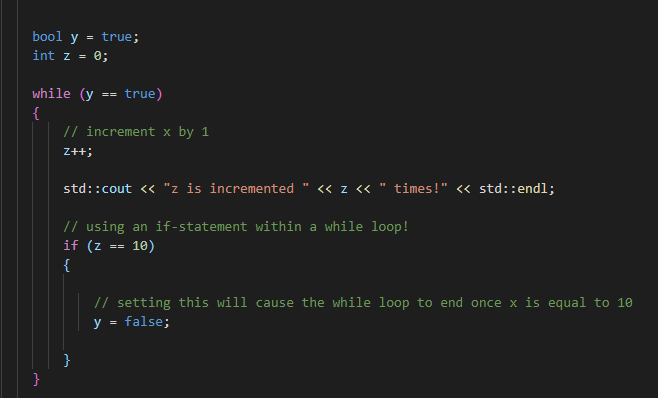 bool y = true;
int z = 0;
while (y == true)
{
// increment x by 1
z++;
std::cout << "z is incremented " << z << " times!" << std::endl;
// using an if-statement within a while loop!
if (z == 10)
{
// setting this will cause the while loop to end once x is equal to 10
y = false;
}
}